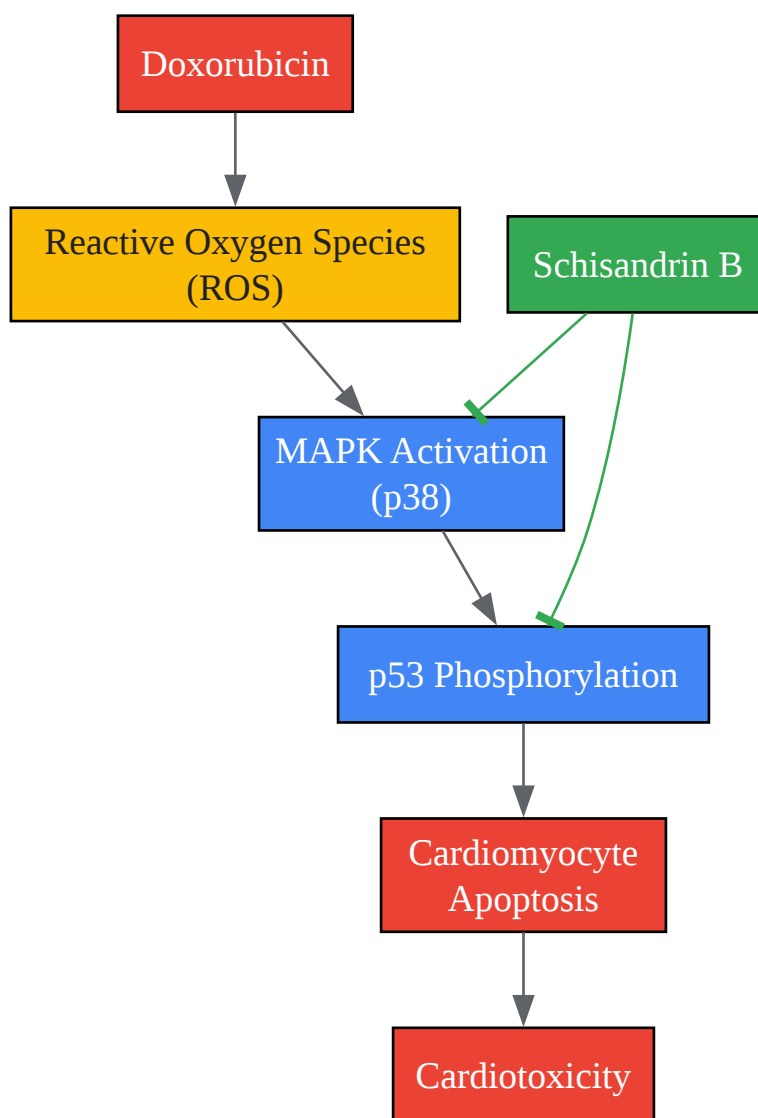 Doxorubicin
Reactive Oxygen Species
(ROS)
Schisandrin B
MAPK Activation
(p38)
p53 Phosphorylation
Cardiomyocyte
Apoptosis
Cardiotoxicity